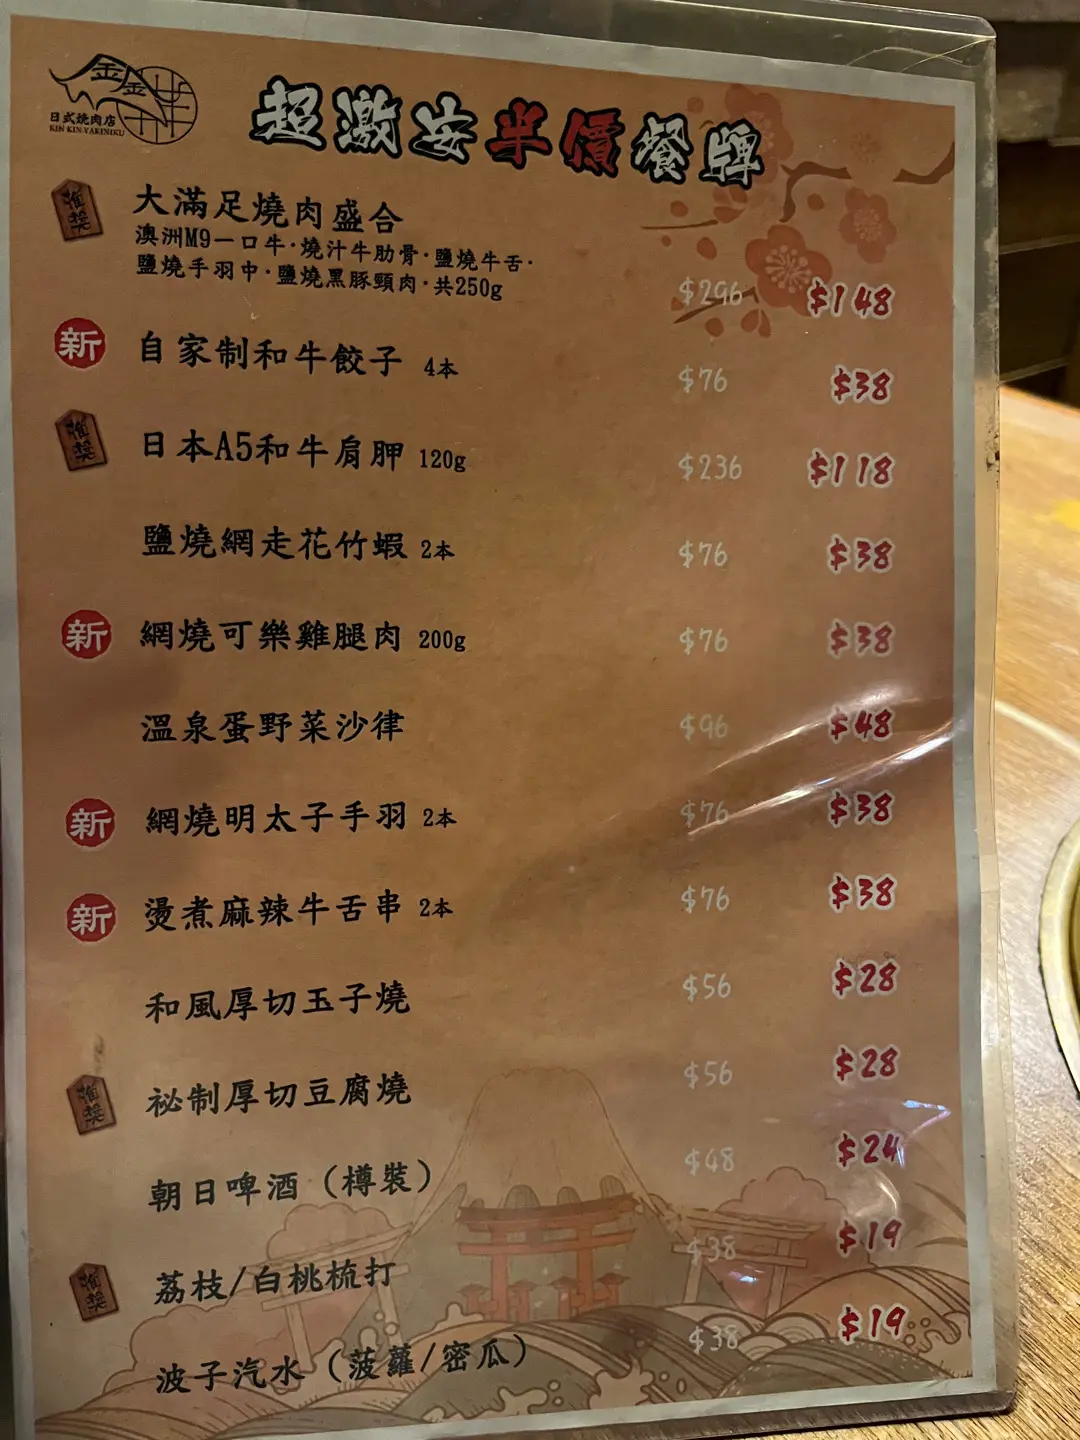 金金
日式燒肉店
KIN KIN YAKINIKU
超激安半價餐牌
推獎
大滿足燒肉盛合
澳洲M9一口牛·燒汁牛肋骨·鹽燒牛舌·
鹽燒手羽中·鹽燒黑豚頸肉·共250g
$296 $148
新 自家制和牛餃子 4本 $76 $38
推獎 日本A5和牛肩胛 120g $236 $118
鹽燒網走花竹蝦 2本 $76 $38
新 網燒可樂雞腿肉 200g $76 $38
溫泉蛋野菜沙律 $96 $48
新 網燒明太子手羽 2本 $76 $38
新 燙煮麻辣牛舌串 2本 $76 $38
和風厚切玉子燒 $56 $28
推獎 祕制厚切豆腐燒 $56 $28
朝日啤酒（樽裝） $48 $24
推獎 荔枝/白桃梳打 $38 $19
波子汽水（菠蘿/密瓜） $38 $19